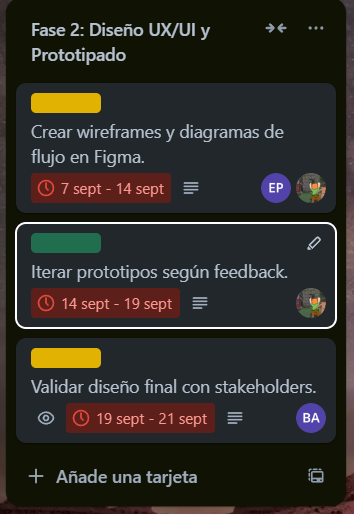 Fase 2: Diseño UX/UI y
Prototipado
Crear wireframes y diagramas de
flujo en Figma.
7 sept - 14 sept
EP
Iterar prototipos según feedback.
14 sept - 19 sept
Validar diseño final con stakeholders.
19 sept - 21 sept
BA
Añade una tarjeta